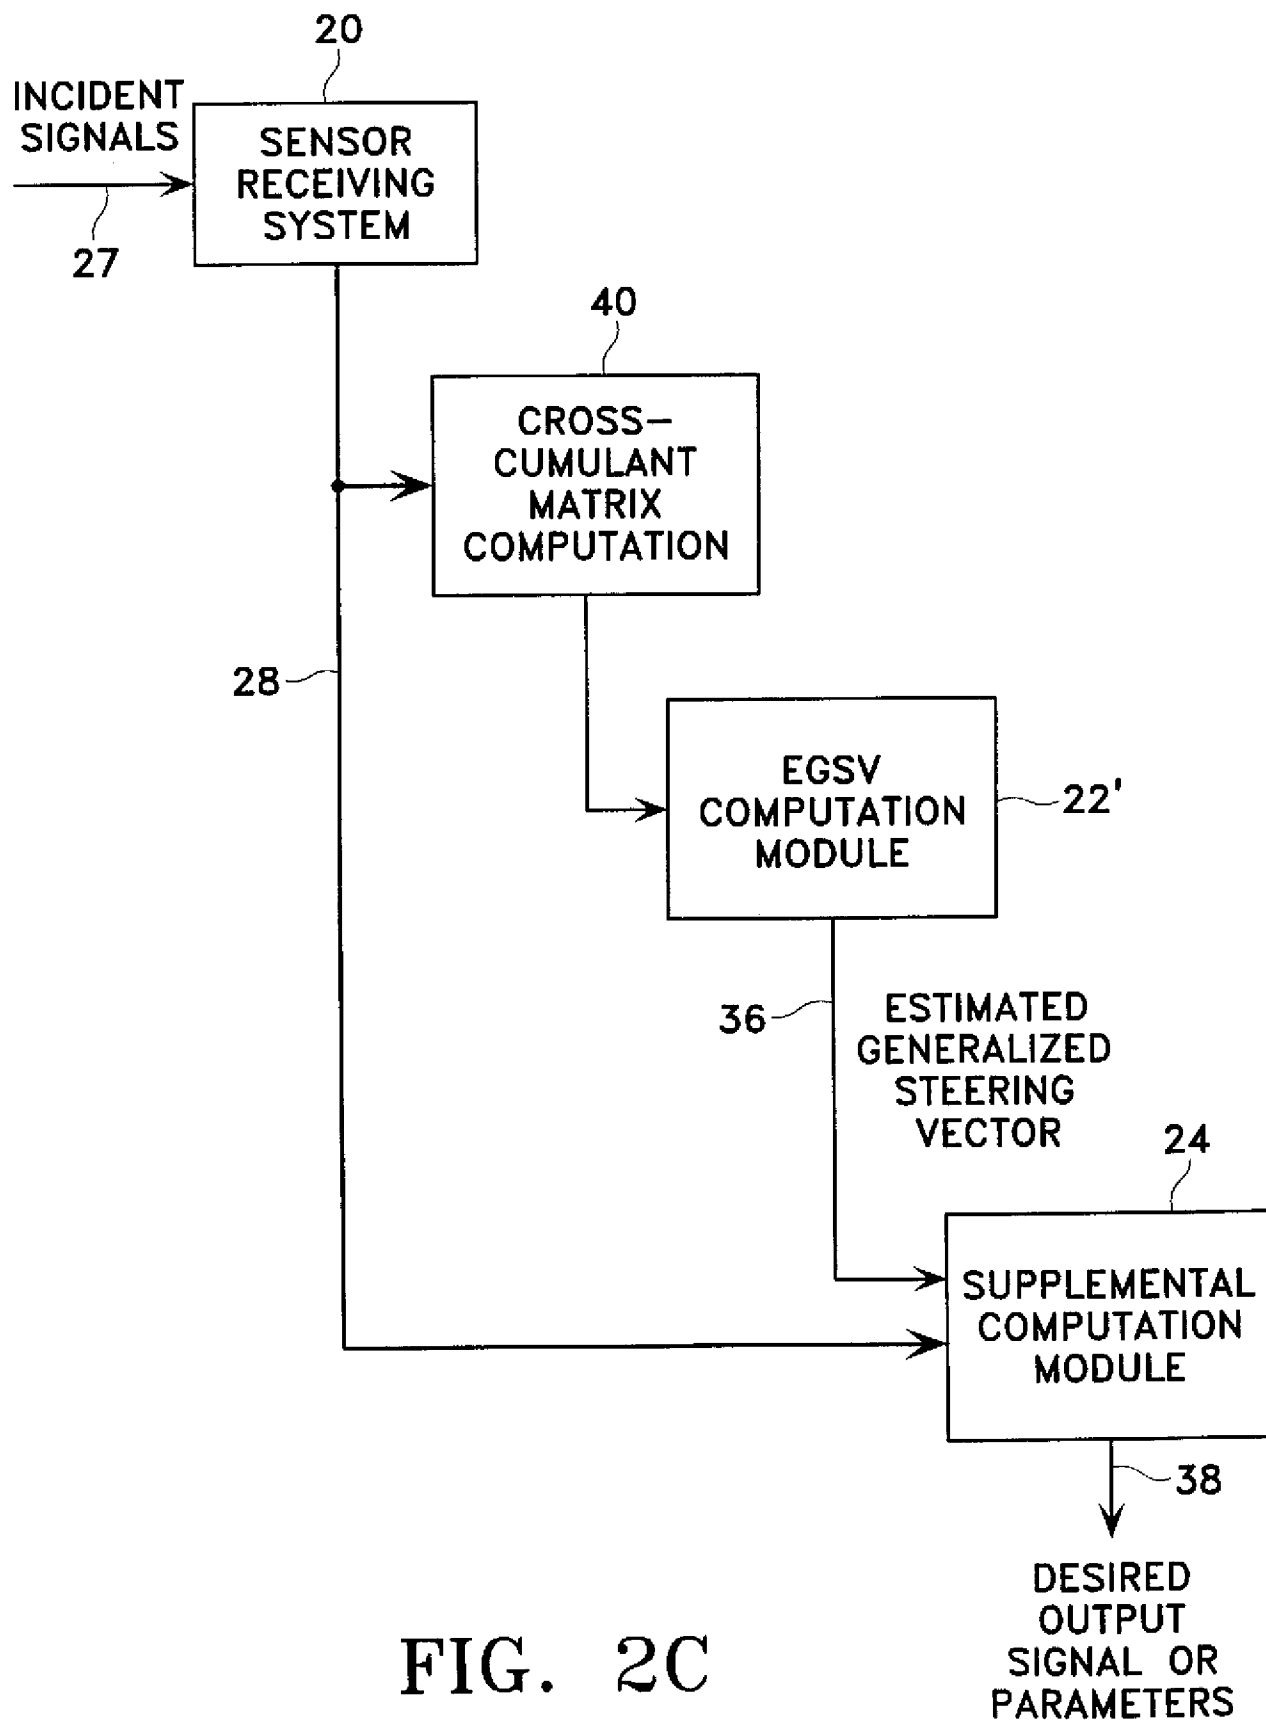 20
INCIDENT
SIGNALS
SENSOR
RECEIVING
SYSTEM
27
40
CROSS-
CUMULANT
MATRIX
COMPUTATION
28
EGSV
COMPUTATION
MODULE
22'
36
ESTIMATED
GENERALIZED
STEERING
VECTOR
24
SUPPLEMENTAL
COMPUTATION
MODULE
38
DESIRED
OUTPUT
SIGNAL OR
PARAMETERS
FIG. 2C